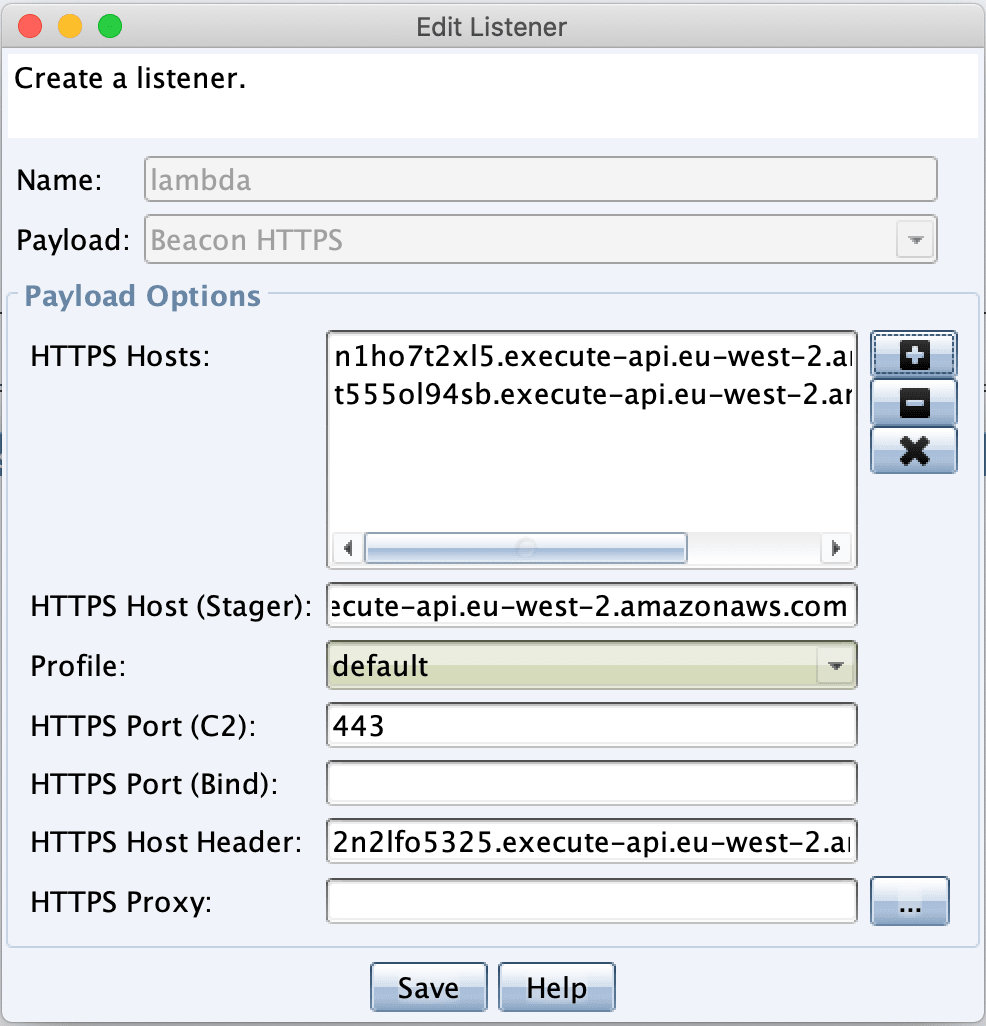 Edit Listener
Create a listener.
Name: lambda
Payload: Beacon HTTPS
Payload Options
HTTPS Hosts: n1ho7t2xl5.execute-api.eu-west-2.a
t555ol94sb.execute-api.eu-west-2.a
HTTPS Host (Stager): ecute-api.eu-west-2.amazonaws.com
Profile: default
HTTPS Port (C2): 443
HTTPS Port (Bind):
HTTPS Host Header: 2n2lfo5325.execute-api.eu-west-2.a
HTTPS Proxy: ...
Save Help